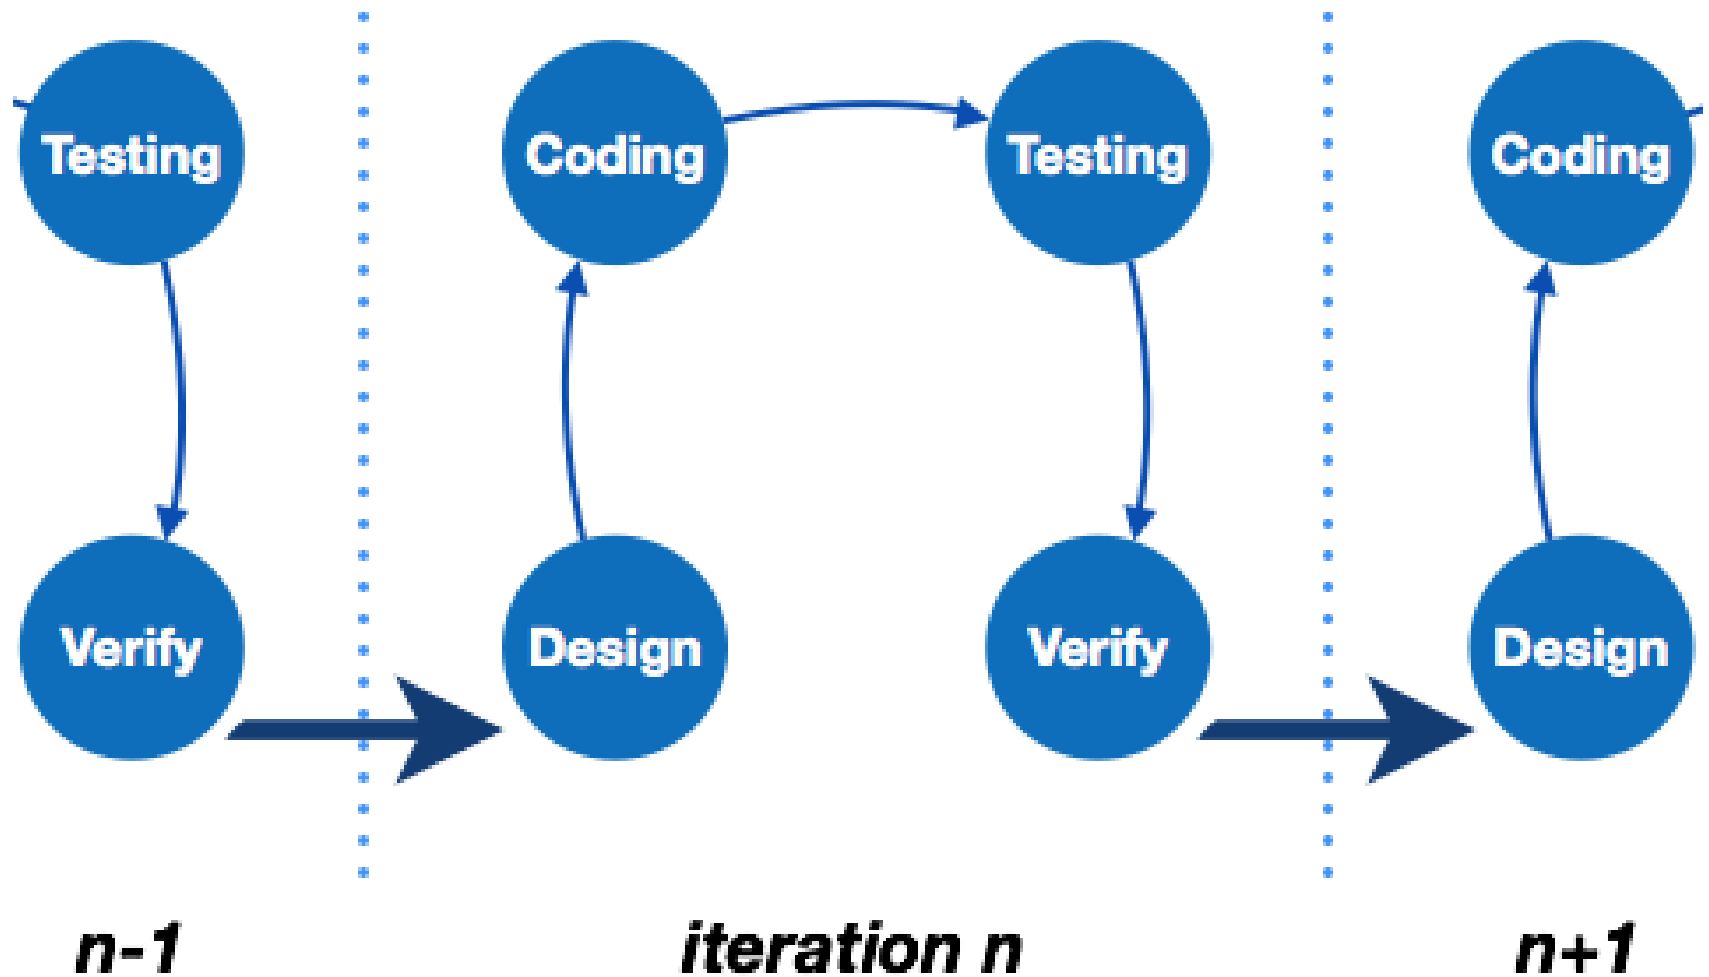 Testing
Coding
Testing
Coding
Verify
Design
Verify
Design
n-1
iteration n
n+1